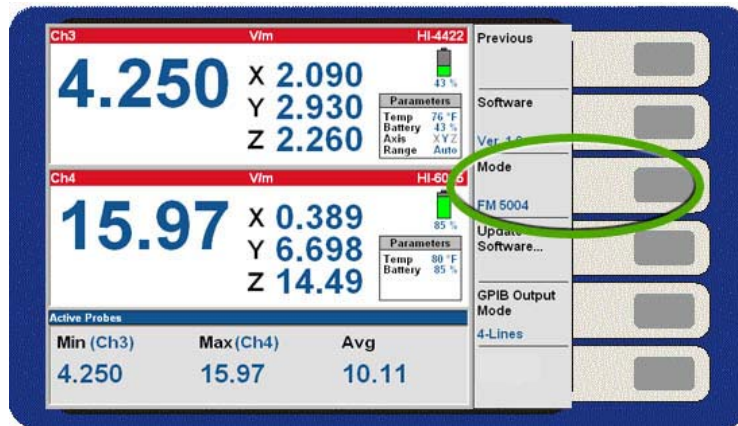 Ch3 V/m HI-4422
4.250
X 2.090
Y 2.930
Z 2.260
43 %
Parameters
Temp 76 °F
Battery 43 %
Axis XYZ
Range Auto
Ch4 V/m
15.97
X 0.389
Y 6.698
Z 14.49
85 %
Parameters
Temp 80 °F
Battery 85 %
Active Probes
Min (Ch3) Max(Ch4) Avg
4.250 15.97 10.11
Previous
Software
Ver.
Mode
FM 5004
Update
Software...
GPIB Output
Mode
4-Lines